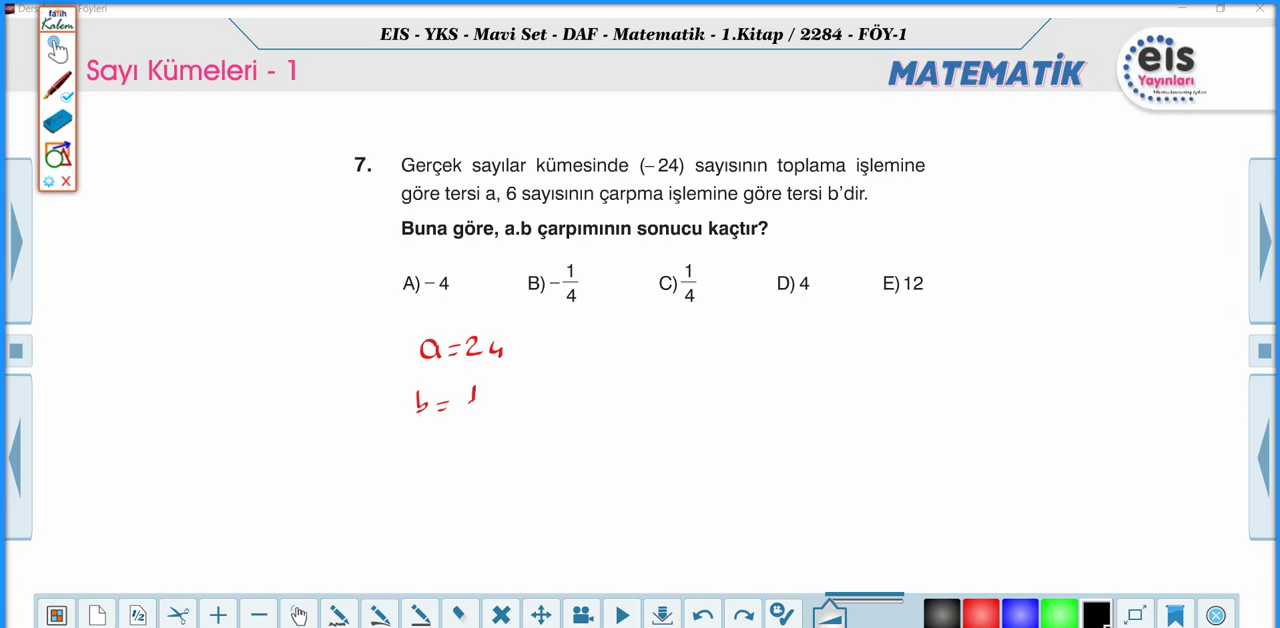 fatih
Kalem
EIS - YKS - Mavi Set - DAF - Matematik - 1.Kitap / 2284 - FÖY-1
Sayı Kümeleri - 1
MATEMATİK
eis
Yayınları
7. Gerçek sayılar kümesinde (–24) sayısının toplama işlemine
göre tersi a, 6 sayısının çarpma işlemine göre tersi b'dir.
Buna göre, a.b çarpımının sonucu kaçtır?
A) – 4 B) – 1/4 C) 1/4 D) 4 E) 12
a = 24
b = 1
1/2